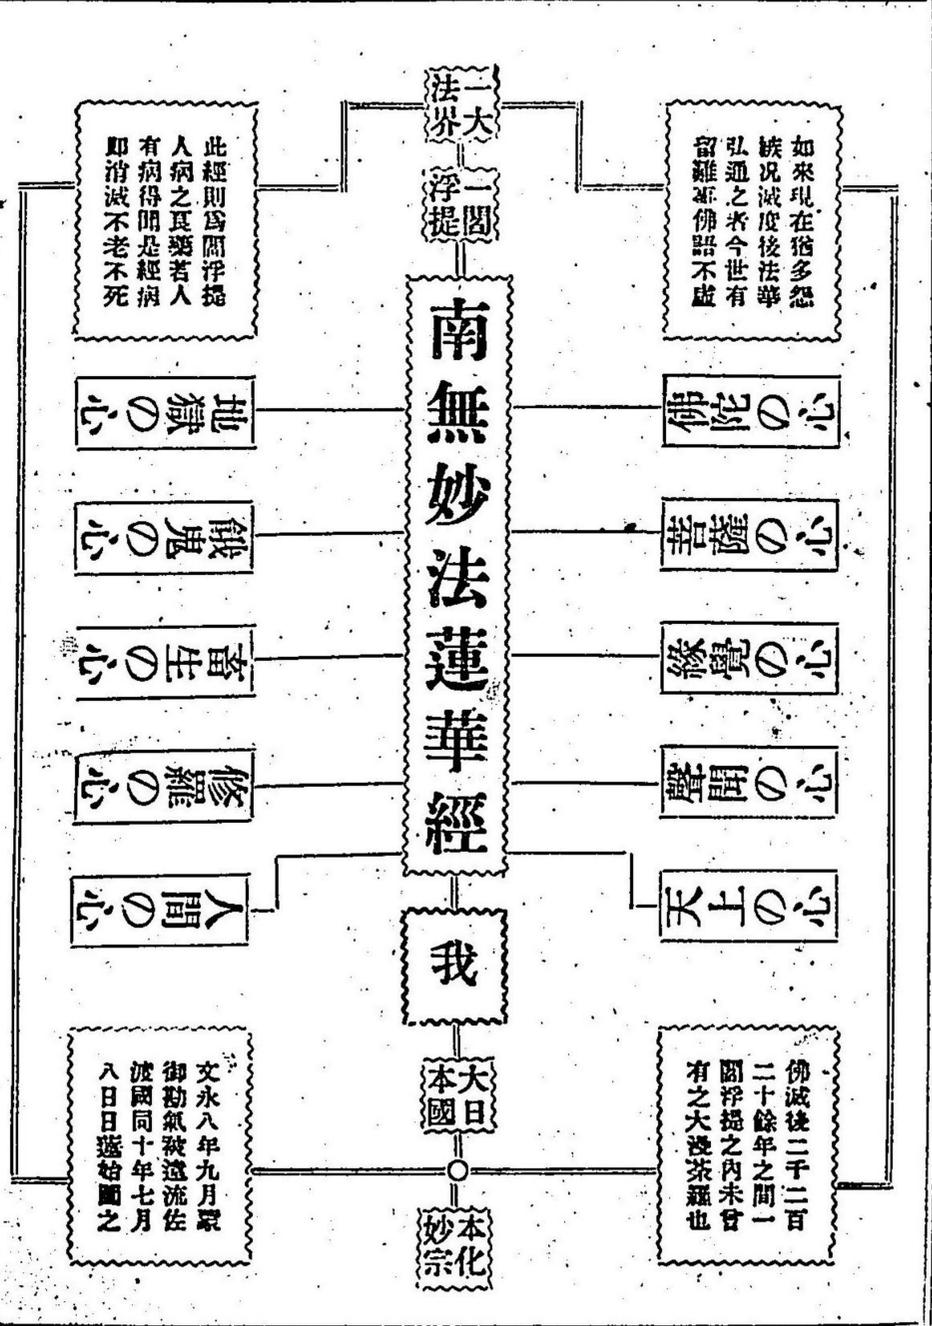 一大
法界
一閻
浮提
南無妙法蓮華經
我
大日
本國
本化
妙宗
如來現在猶多怨
嫉况滅度後法華
弘通之者今世有
留難事佛語不虛
此經則爲閻浮提
人病之良藥若人
有病得聞是經病
卽消滅不老不死
佛陀の心
菩薩の心
緣覺の心
聲聞の心
天上の心
地獄の心
餓鬼の心
畜生の心
修羅の心
人間の心
佛滅後二千二百
二十餘年之間一
閻浮提之內未曾
有之大漫荼羅也
文永八年九月蒙
御勘氣被遠流佐
渡國同十年七月
八日日蓮始圖之